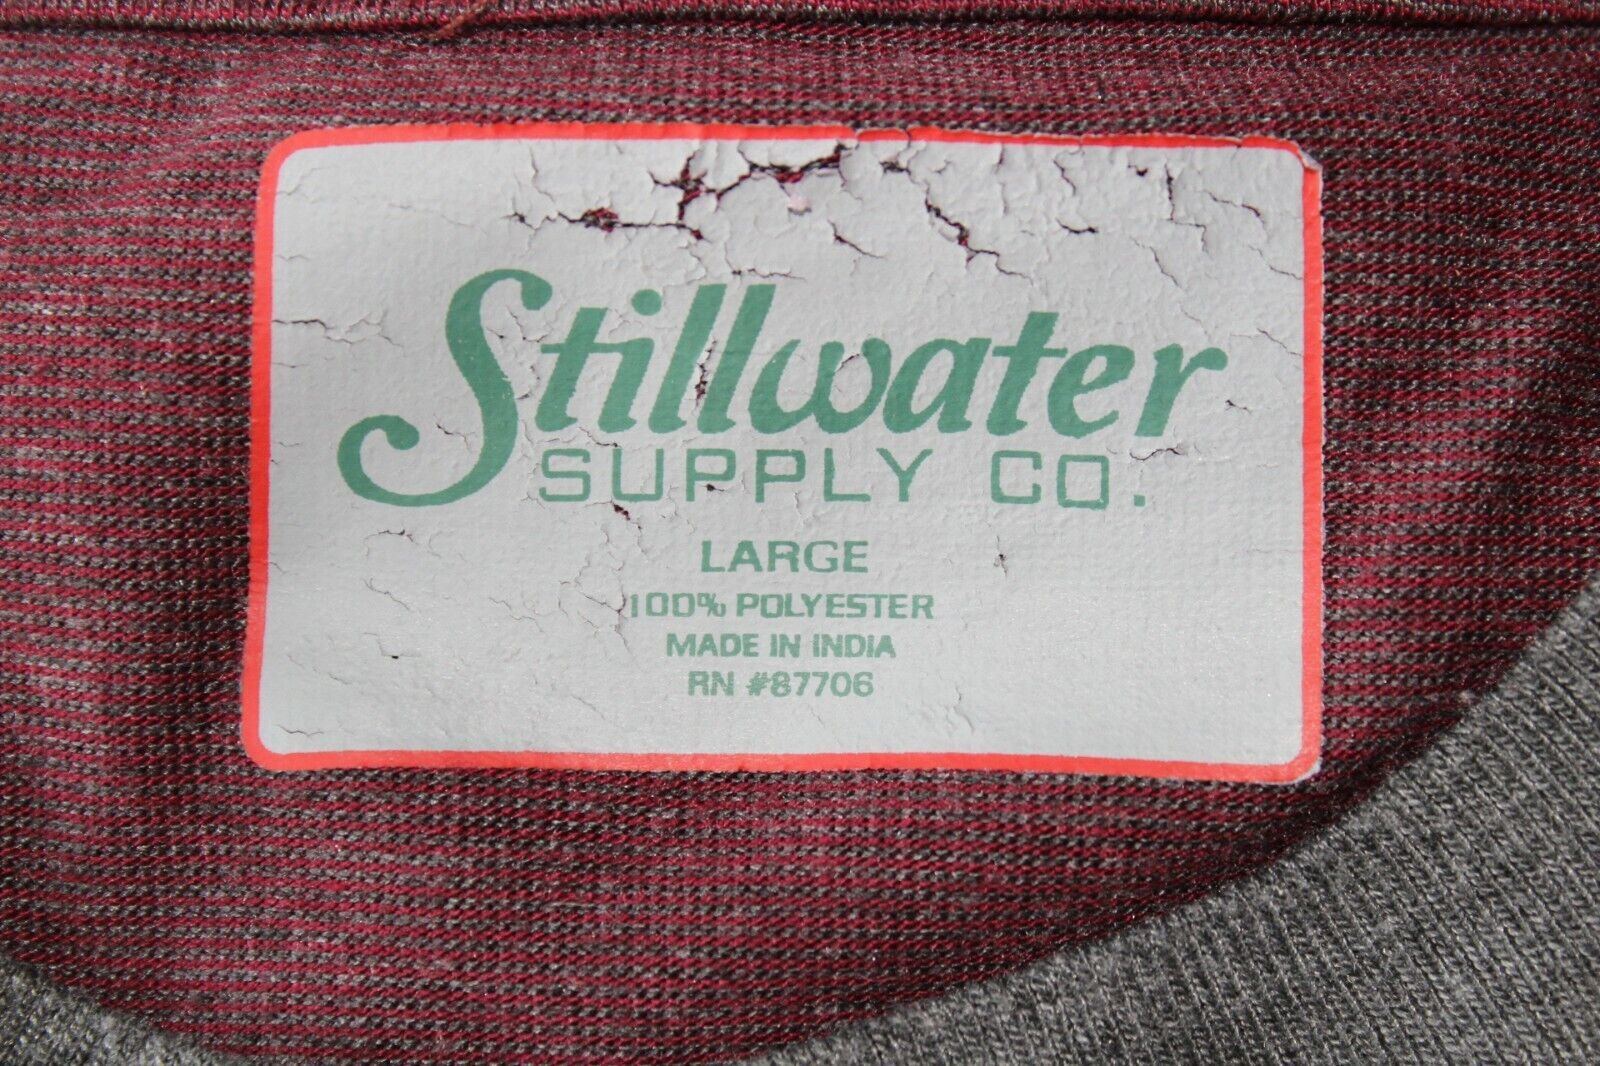 Stillwater
SUPPLY CO.
LARGE
100% POLYESTER
MADE IN INDIA
RN #87706